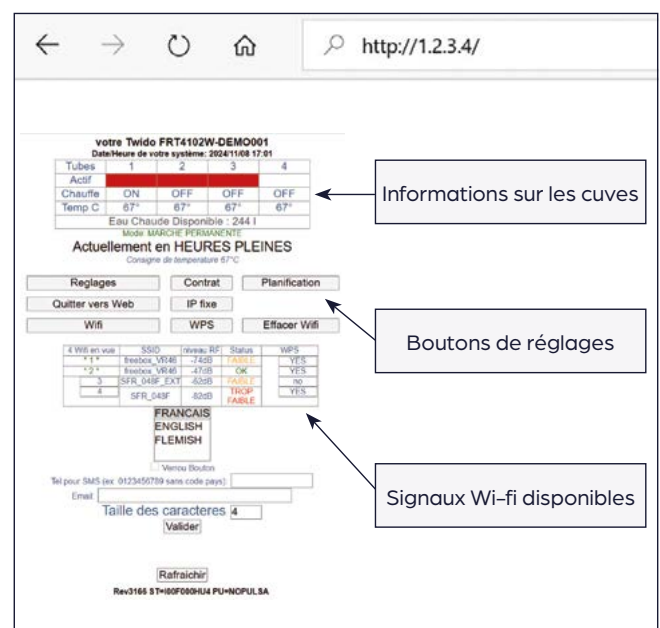 http://1.2.3.4/
votre Twido FRT4102W-DEMO001
Date/Heure de votre système: 2024/11/08 17:01
Tubes 1 2 3 4
Actif
Chauffe ON OFF OFF OFF
Temp C 67° 67° 67° 67°
Eau Chaude Disponible : 244 l
Mode MARCHE PERMANENTE
Actuellement en HEURES PLEINES
Consigne de temperature 67°C
Informations sur les cuves
Reglages Contrat Planification
Quitter vers Web IP fixe
Wifi WPS Effacer Wifi
Boutons de réglages
4 Wifi en vue SSID niveau RF Status WPS
* 1 * freebox_VR46 -74dB FAIBLE YES
* 2 * freebox_VR46 -47dB OK YES
3 SFR_048F_EXT -62dB FAIBLE no
4 SFR_048F -82dB TROP FAIBLE YES
FRANCAIS
ENGLISH
FLEMISH
Verrou Bouton
Tel pour SMS (ex: 0123456789 sans code pays):
Email:
Signaux Wi-fi disponibles
Taille des caracteres 4
Valider
Rafraichir
Rev3165 ST=I00F080HU4 PU=NOPULSA